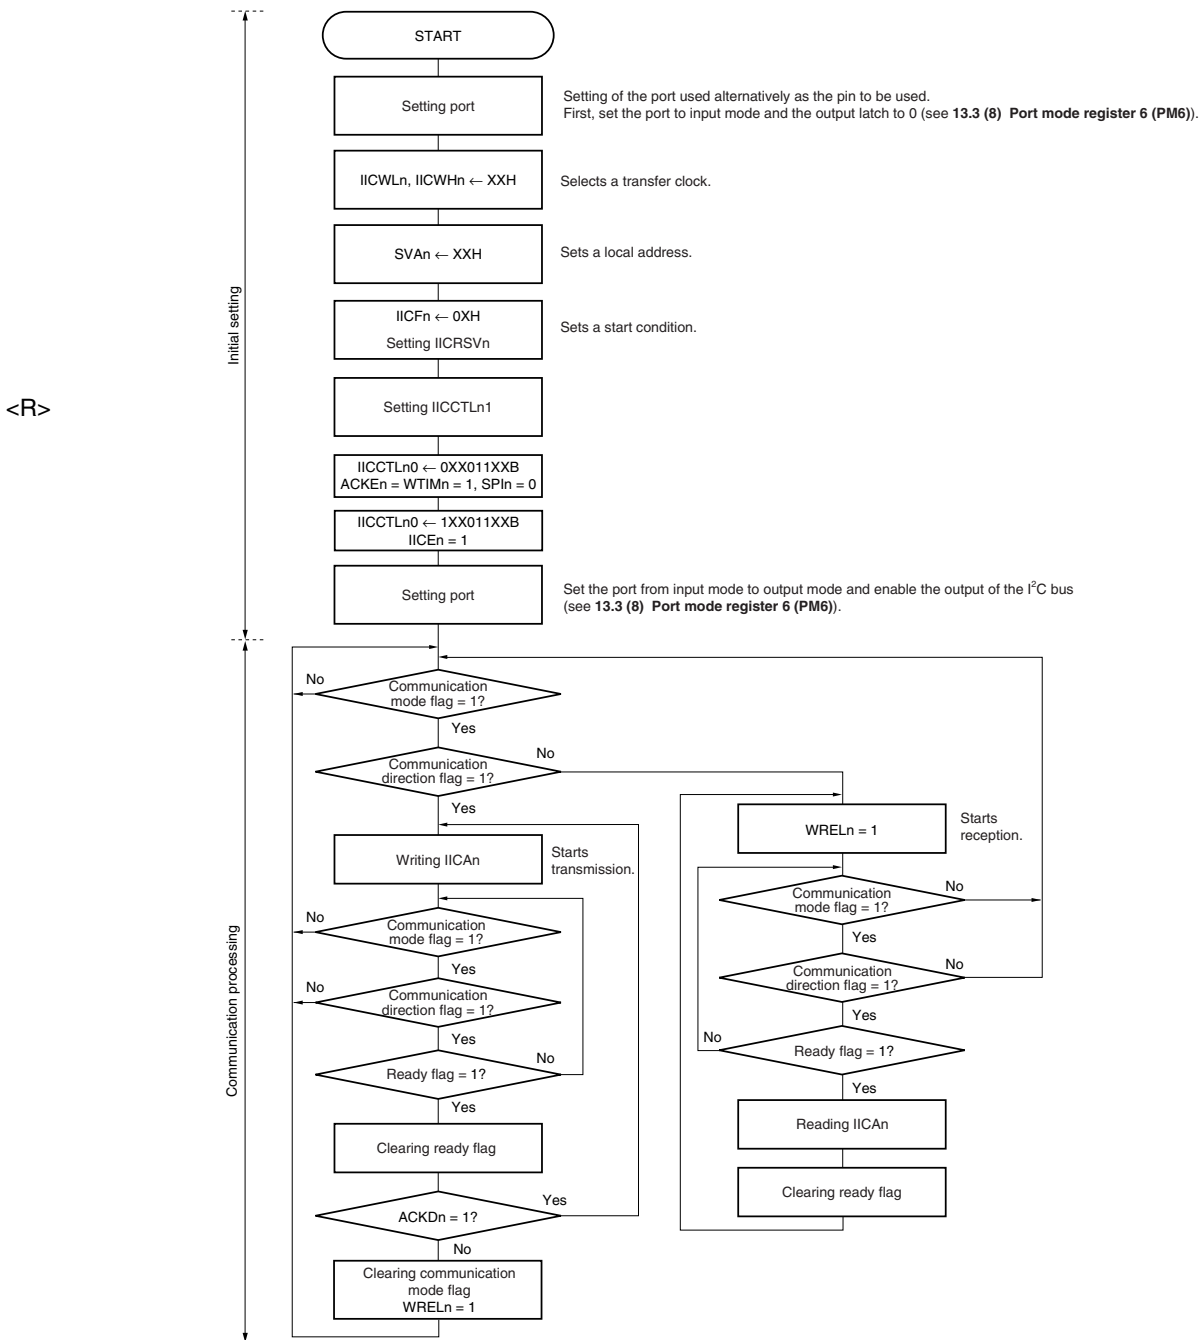 START
Setting port
Setting of the port used alternatively as the pin to be used.
First, set the port to input mode and the output latch to 0 (see 13.3 (8) Port mode register 6 (PM6)).
IICWLn, IICWHn ← XXH
Selects a transfer clock.
SVAn ← XXH
Sets a local address.
IICFn ← 0XH
Setting IICRSVn
Sets a start condition.
Initial setting
<R>
Setting IICCTLn1
IICCTLn0 ← 0XX011XXB
ACKEn = WTIMn = 1, SPIn = 0
IICCTLn0 ← 1XX011XXB
IICEn = 1
Setting port
Set the port from input mode to output mode and enable the output of the I²C bus
(see 13.3 (8) Port mode register 6 (PM6)).
No
Communication
mode flag = 1?
Yes
No
Communication
direction flag = 1?
Yes
Writing IICAn
Starts
transmission.
No
Communication
mode flag = 1?
Yes
No
Communication
direction flag = 1?
Yes
No
Ready flag = 1?
Yes
Clearing ready flag
Yes
ACKDn = 1?
No
Clearing communication
mode flag
WRELn = 1
Communication processing
WRELn = 1
Starts
reception.
No
Communication
mode flag = 1?
Yes
No
Communication
direction flag = 1?
Yes
No
Ready flag = 1?
Yes
Reading IICAn
Clearing ready flag